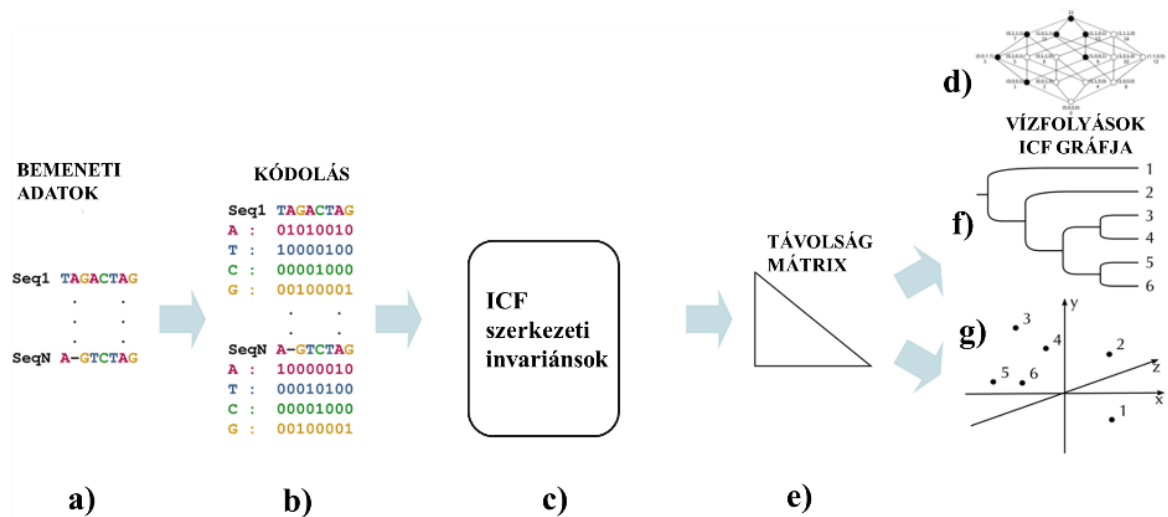 BEMENETI
ADATOK
Seq1 TAGACTAG
SeqN A-GTCTAG
a)
KÓDOLÁS
Seq1 TAGACTAG
A : 01010010
T : 10000100
C : 00001000
G : 00100001
SeqN A-GTCTAG
A : 10000010
T : 00010100
C : 00001000
G : 00100001
b)
ICF
szerkezeti
invariánsok
c)
TÁVOLSÁG
MÁTRIX
e)
d)
VÍZFOLYÁSOK
ICF GRÁFJA
f)
1
2
3
4
5
6
g)
y
3
4
2
z
5
6
x
1